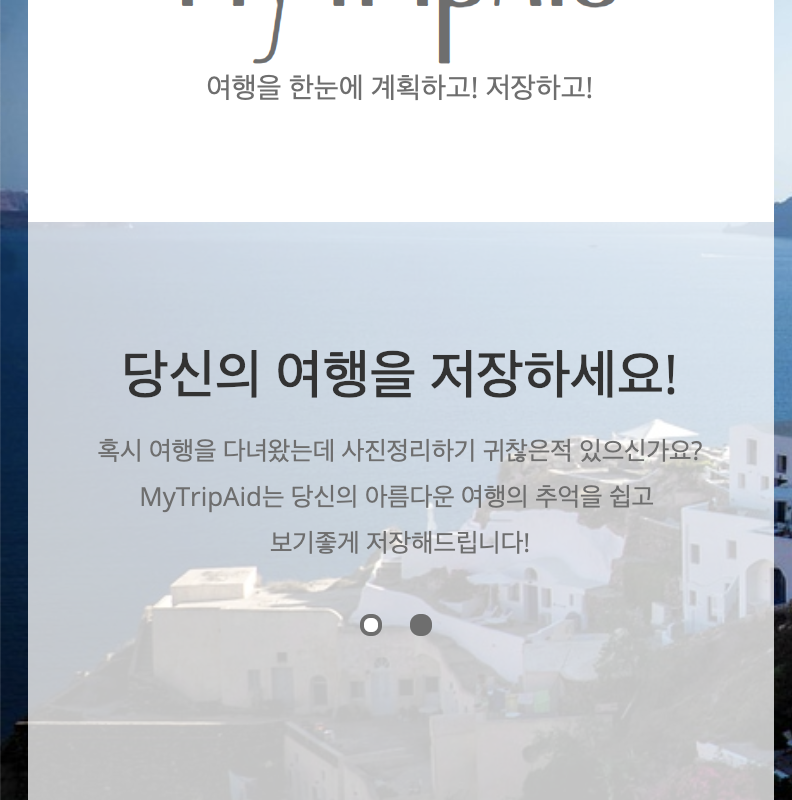 MyTripAid
여행을 한눈에 계획하고! 저장하고!
당신의 여행을 저장하세요!
혹시 여행을 다녀왔는데 사진정리하기 귀찮은적 있으신가요?
MyTripAid는 당신의 아름다운 여행의 추억을 쉽고
보기좋게 저장해드립니다!